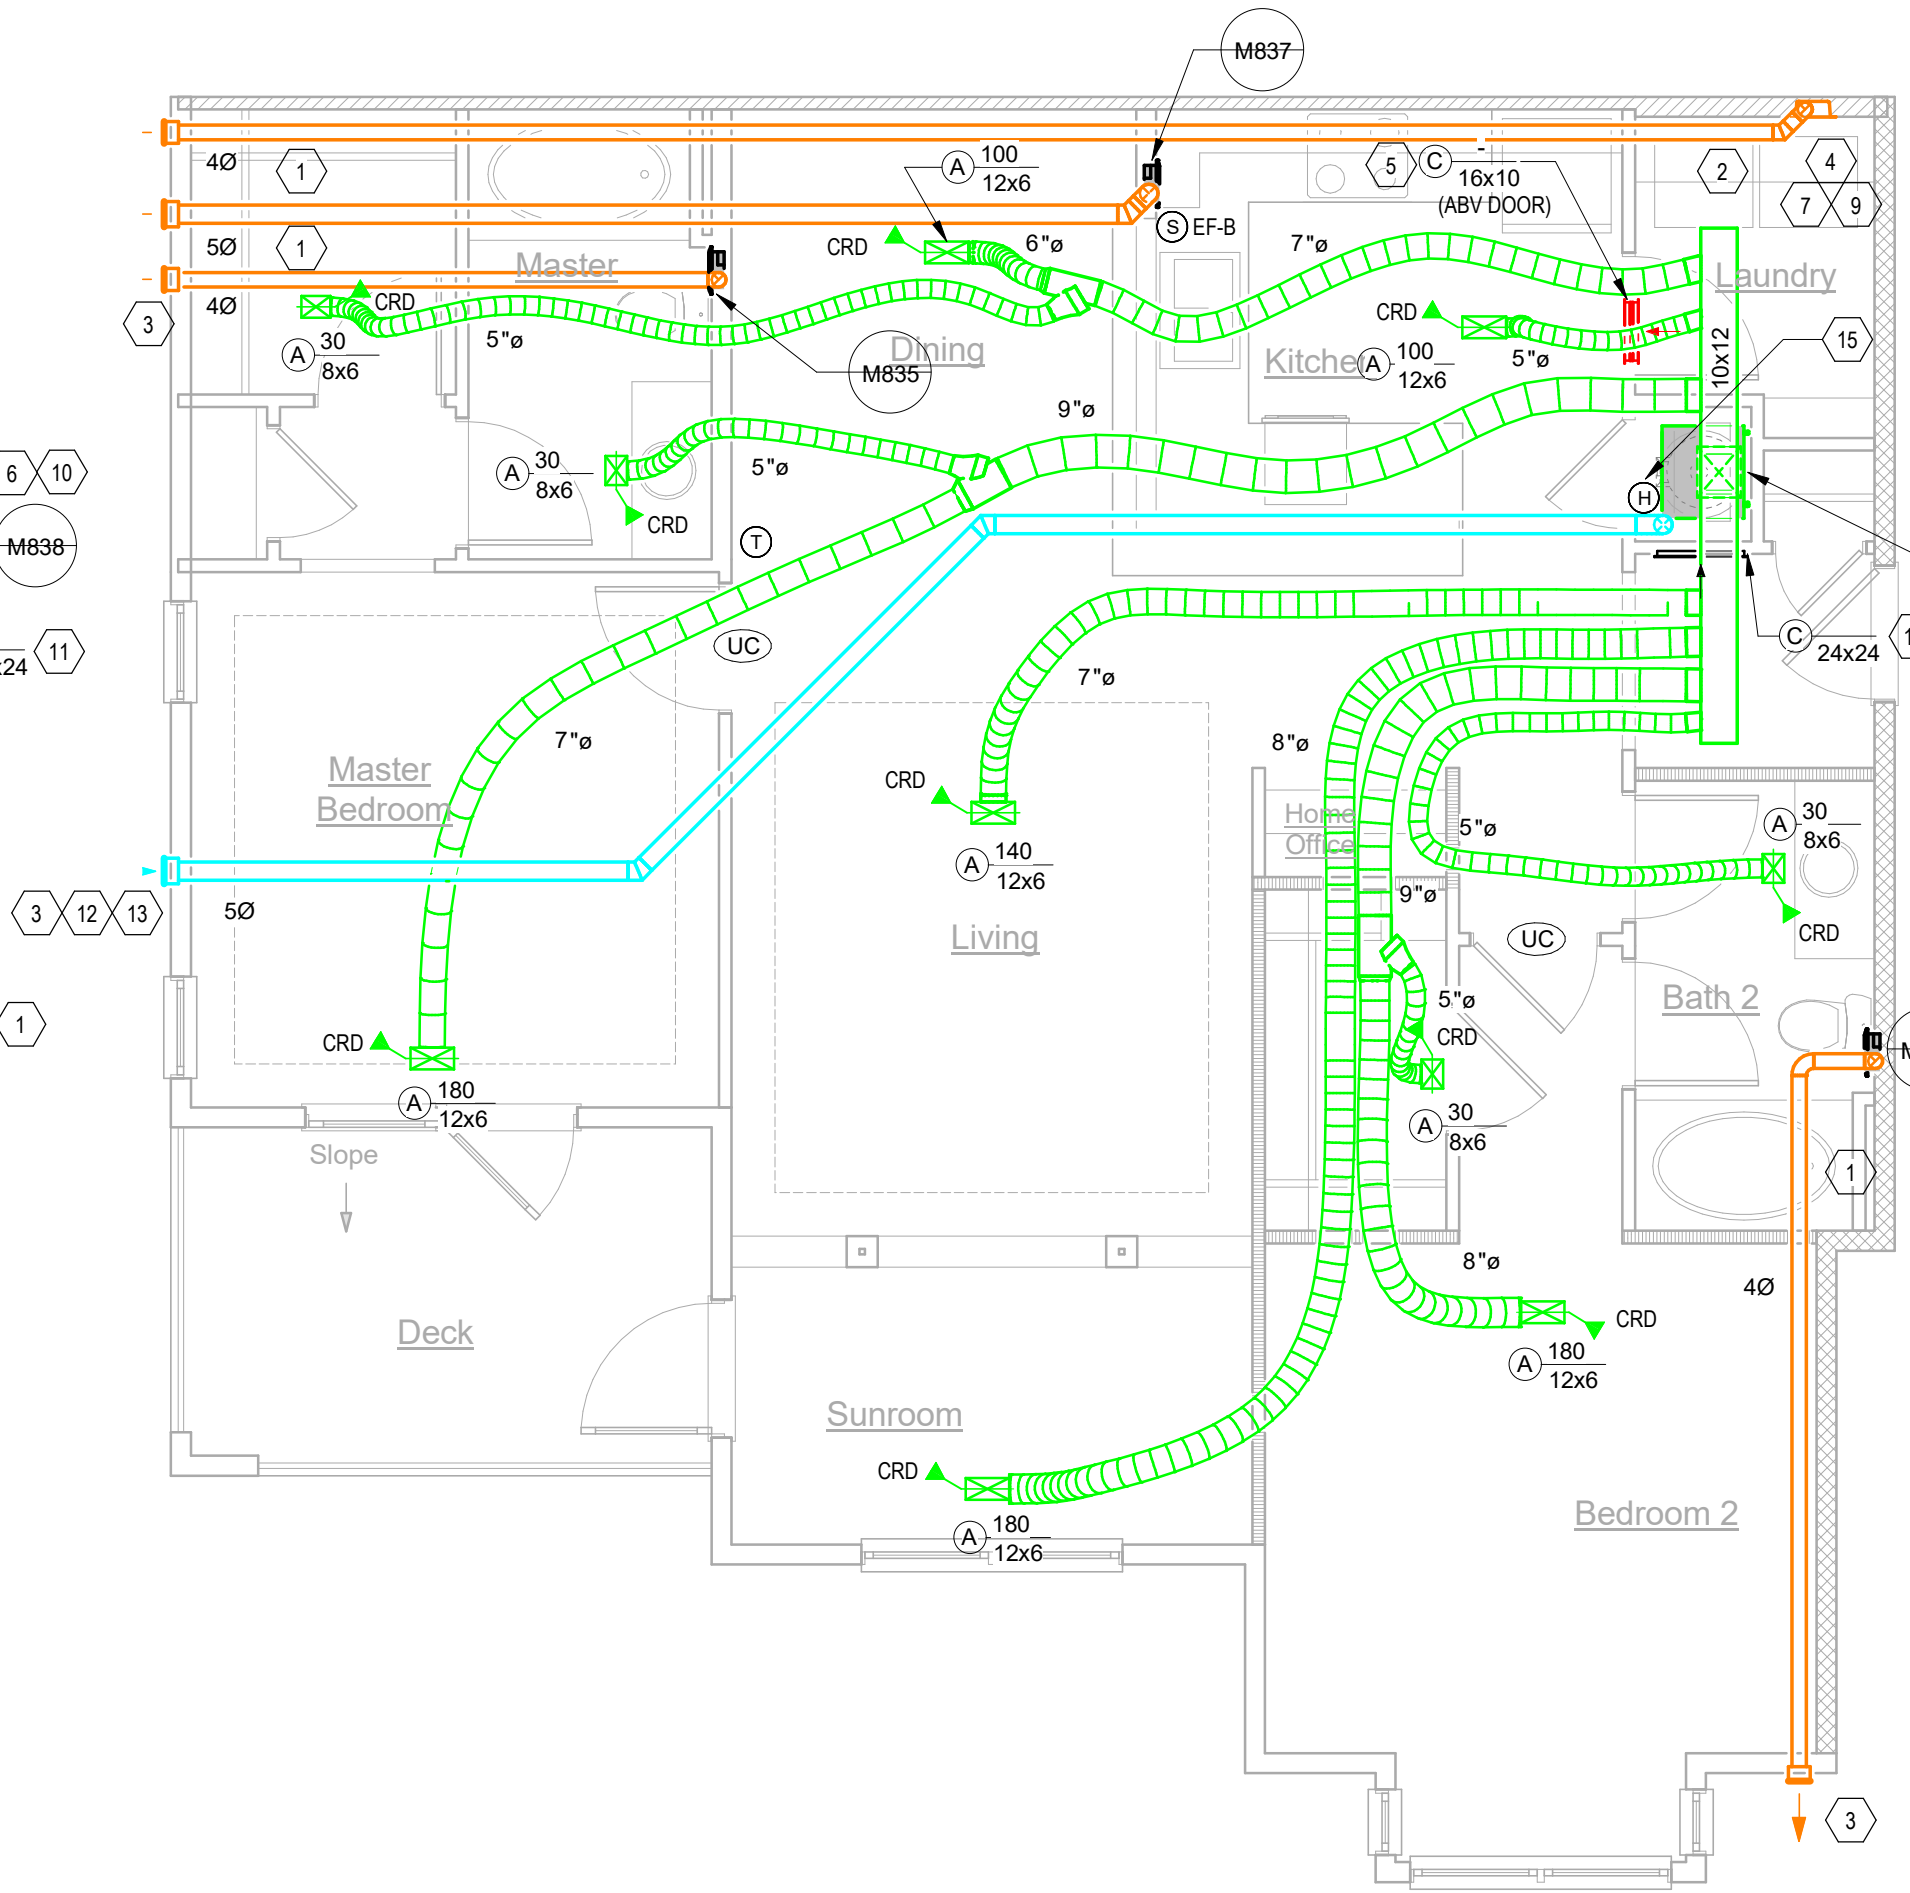 M837
4Ø
1
A 100
12x6
5
C -
16x10
(ABV DOOR)
2
4
7 9
5Ø
1
CRD
6"ø
S EF-B
7"ø
Master
Laundry
3
4Ø
CRD
CRD
15
A 30
8x6
5"ø
Dining
M835
Kitchen
A 100
12x6
5"ø
10x12
9"ø
6 10
A 30
8x6
5"ø
H
CRD
M838
T
11
UC
C
24x24
7"ø
7"ø
8"ø
Master
Bedroom
CRD
Home
Office
5"ø
A 30
8x6
A 140
12x6
3 12 13
5Ø
9"ø
Living
UC
CRD
1
5"ø
Bath 2
CRD
CRD
A 180
12x6
A 30
8x6
Slope
1
8"ø
4Ø
Deck
CRD
A 180
12x6
Sunroom
CRD
A 180
12x6
Bedroom 2
3